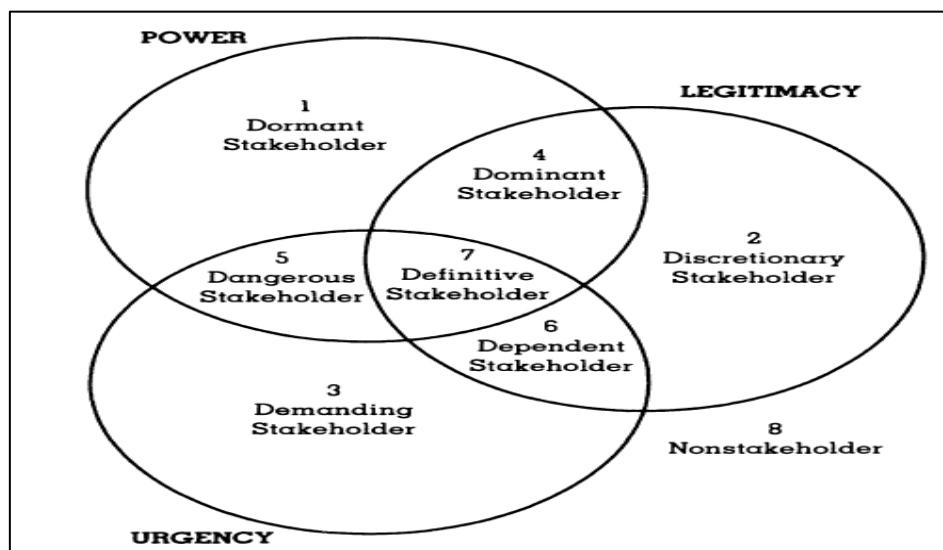 POWER
LEGITIMACY
1
Dormant
Stakeholder
4
Dominant
Stakeholder
5
Dangerous
Stakeholder
7
Definitive
Stakeholder
2
Discretionary
Stakeholder
6
Dependent
Stakeholder
3
Demanding
Stakeholder
8
Nonstakeholder
URGENCY